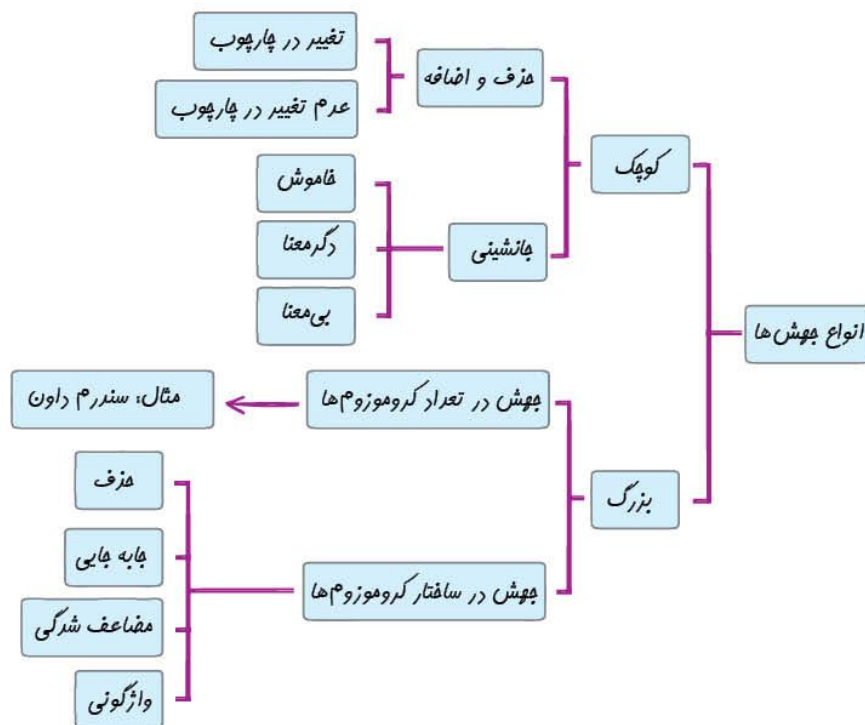 انواع جهش‌ها
کوچک
حذف و اضافه
تغییر در چارچوب
عدم تغییر در چارچوب
جانشینی
خاموش
دگرمعنا
بی‌معنا
بزرگ
جهش در تعداد کروموزوم‌ها
مثال: سندرم داون
جهش در ساختار کروموزوم‌ها
حذف
جابه جایی
مضاعف شدگی
واژگونی